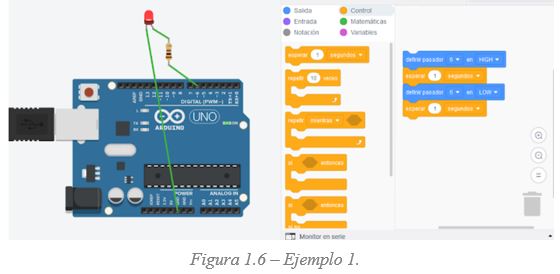 Salida
Control
Entrada
Matemáticas
Notación
Variables
esperar 1 segundos
repetir 10 veces
repetir mientras
si entonces
si entonces
Monitor en serie
definir pasador 5 en HIGH
esperar 1 segundos
definir pasador 5 en LOW
esperar 1 segundos
DIGITAL (PWM~)
UNO
ARDUINO
POWER
ANALOG IN
Figura 1.6 – Ejemplo 1.